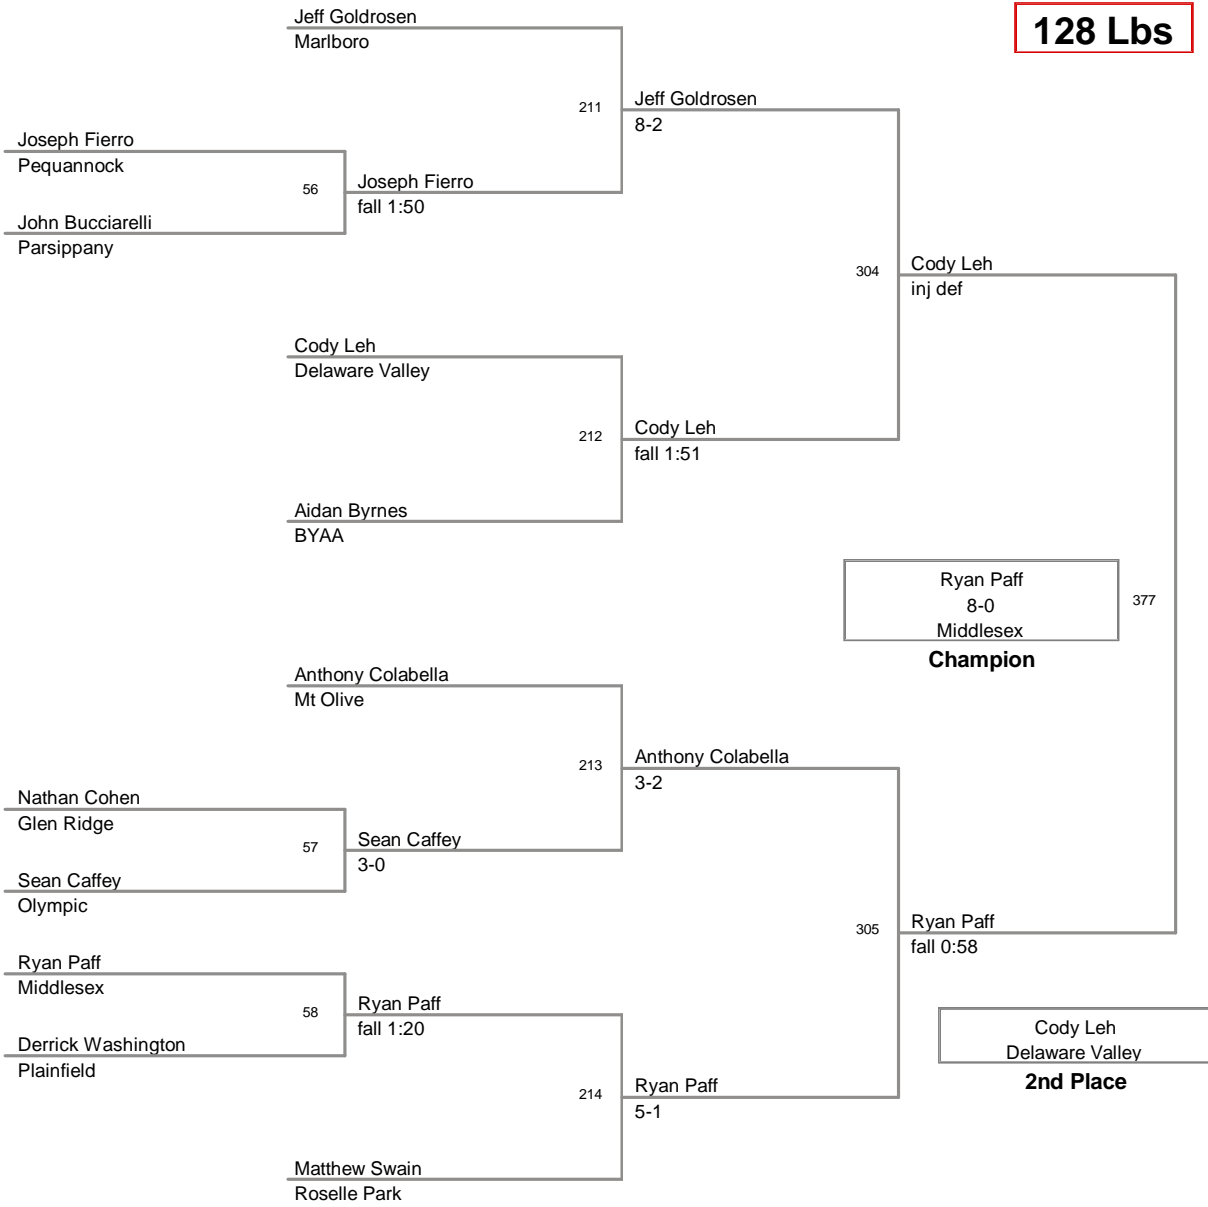 Jeff Goldrosen
Marlboro
128 Lbs
211
Jeff Goldrosen
8-2
Joseph Fierro
Pequannock
56
Joseph Fierro
fall 1:50
John Bucciarelli
Parsippany
304
Cody Leh
inj def
Cody Leh
Delaware Valley
212
Cody Leh
fall 1:51
Aidan Byrnes
BYAA
Ryan Paff
8-0
Middlesex
377
Champion
Anthony Colabella
Mt Olive
213
Anthony Colabella
3-2
Nathan Cohen
Glen Ridge
57
Sean Caffey
3-0
Sean Caffey
Olympic
305
Ryan Paff
fall 0:58
Ryan Paff
Middlesex
58
Ryan Paff
fall 1:20
Derrick Washington
Plainfield
Cody Leh
Delaware Valley
2nd Place
214
Ryan Paff
5-1
Matthew Swain
Roselle Park